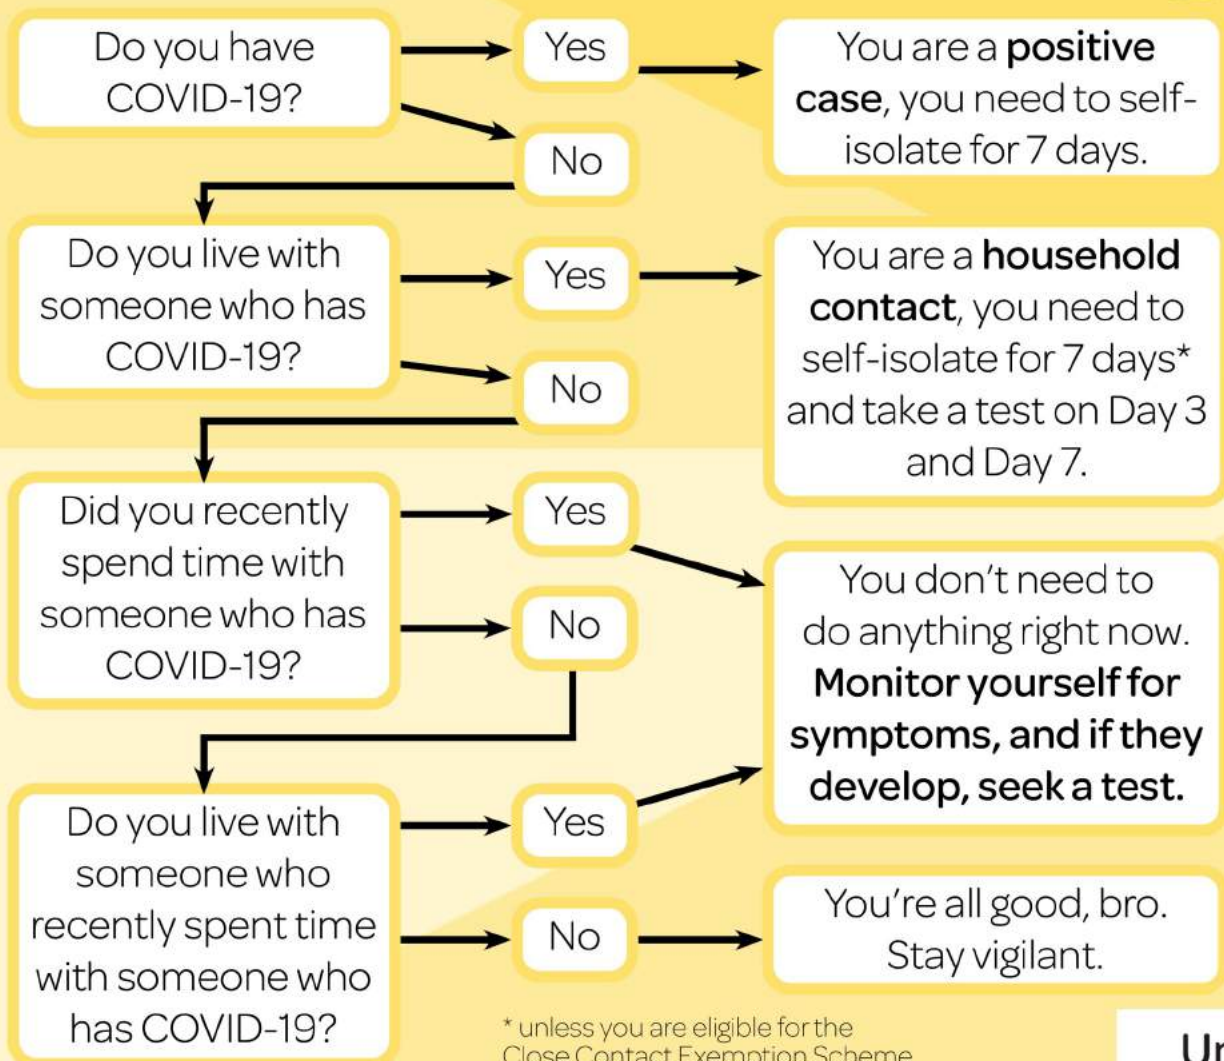 Do you have
COVID-19?
Yes
No
You are a positive
case, you need to self-
isolate for 7 days.
Do you live with
someone who has
COVID-19?
Yes
No
You are a household
contact, you need to
self-isolate for 7 days*
and take a test on Day 3
and Day 7.
Did you recently
spend time with
someone who has
COVID-19?
Yes
No
You don't need to
do anything right now.
Monitor yourself for
symptoms, and if they
develop, seek a test.
Do you live with
someone who
recently spent time
with someone who
has COVID-19?
Yes
No
You're all good, bro.
Stay vigilant.
* unless you are eligible for the
Close Contact Exemption Scheme